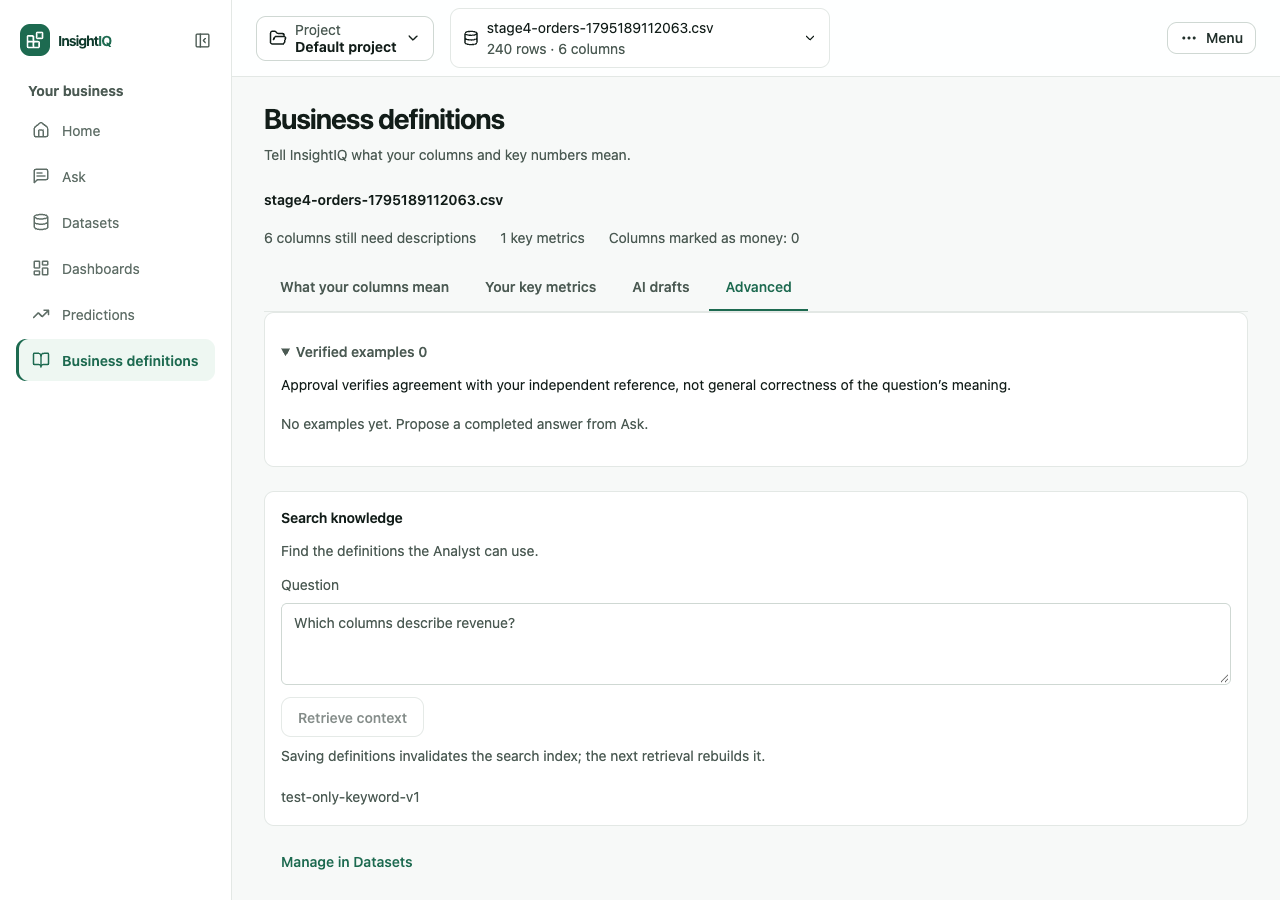 InsightIQ
Your business
Home
Ask
Datasets
Dashboards
Predictions
Business definitions
Project
Default project
stage4-orders-1795189112063.csv
240 rows · 6 columns
Menu
Business definitions
Tell InsightIQ what your columns and key numbers mean.
stage4-orders-1795189112063.csv
6 columns still need descriptions 1 key metrics Columns marked as money: 0
What your columns mean Your key metrics AI drafts Advanced
Verified examples 0
Approval verifies agreement with your independent reference, not general correctness of the question’s meaning.
No examples yet. Propose a completed answer from Ask.
Search knowledge
Find the definitions the Analyst can use.
Question
Which columns describe revenue?
Retrieve context
Saving definitions invalidates the search index; the next retrieval rebuilds it.
test-only-keyword-v1
Manage in Datasets